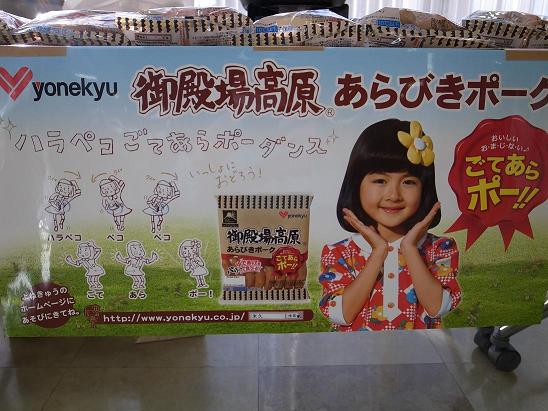 yonekyu
御殿場高原® あらびきポーク
ハラペコごてあらポーダンス
いっしょに
おどろう!
おいしい
お・ま・じ・な・い♪
ごてあら
ポー!!!
ハラペコ ペコ ペコ
ごて あら ポー!
yonekyu
御殿場高原
あらびきポーク
ごてあら
ポー!!
よねきゅうの
ホームページに
あそびにきてね。
http://www.yonekyu.co.jp/
米久